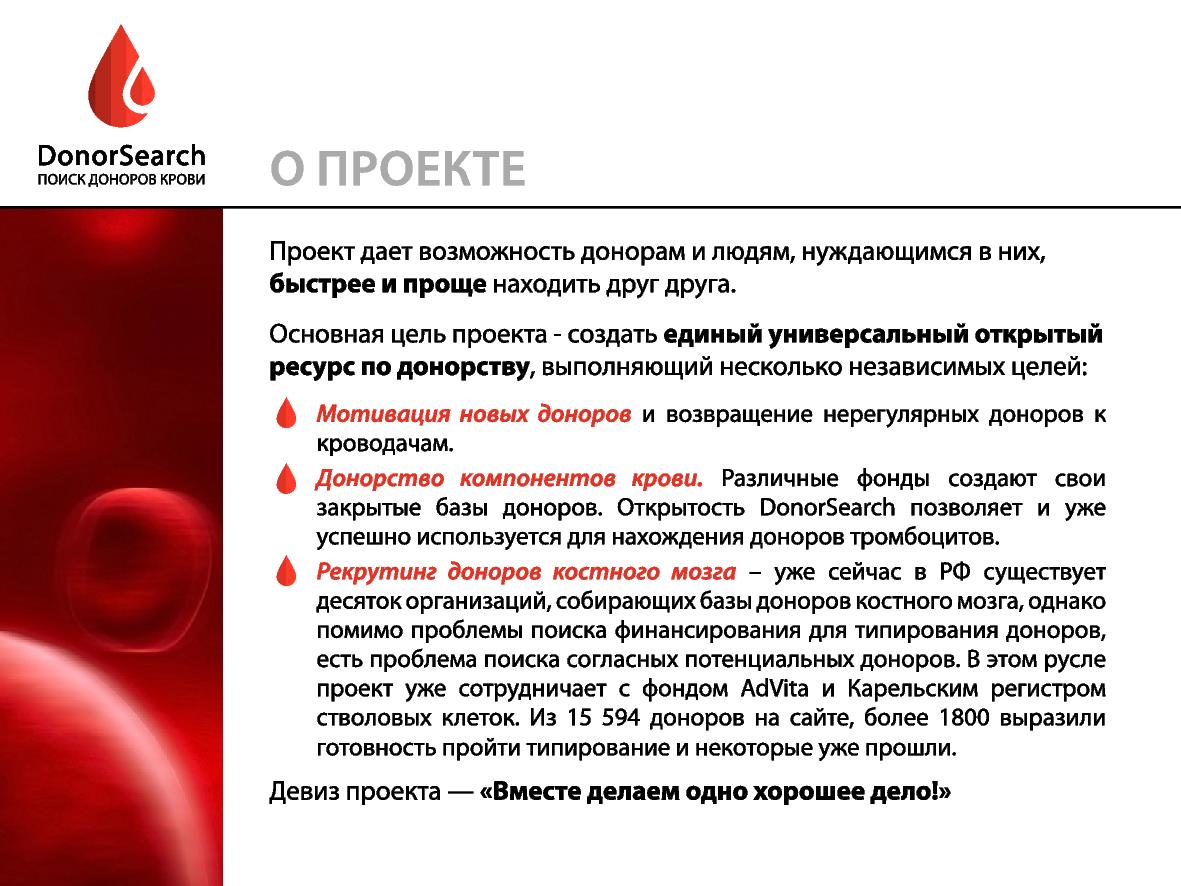 DonorSearch
ПОИСК ДОНОРОВ КРОВИ
О ПРОЕКТЕ
Проект дает возможность донорам и людям, нуждающимся в них,
быстрее и проще находить друг друга.
Основная цель проекта - создать единый универсальный открытый
ресурс по донорству, выполняющий несколько независимых целей:
Мотивация новых доноров и возвращение нерегулярных доноров к
кроводачам.
Донорство компонентов крови. Различные фонды создают свои
закрытые базы доноров. Открытость DonorSearch позволяет и уже
успешно используется для нахождения доноров тромбоцитов.
Рекрутинг доноров костного мозга – уже сейчас в РФ существует
десяток организаций, собирающих базы доноров костного мозга, однако
помимо проблемы поиска финансирования для типирования доноров,
есть проблема поиска согласных потенциальных доноров. В этом русле
проект уже сотрудничает с фондом AdVita и Карельским регистром
стволовых клеток. Из 15 594 доноров на сайте, более 1800 выразили
готовность пройти типирование и некоторые уже прошли.
Девиз проекта — «Вместе делаем одно хорошее дело!»